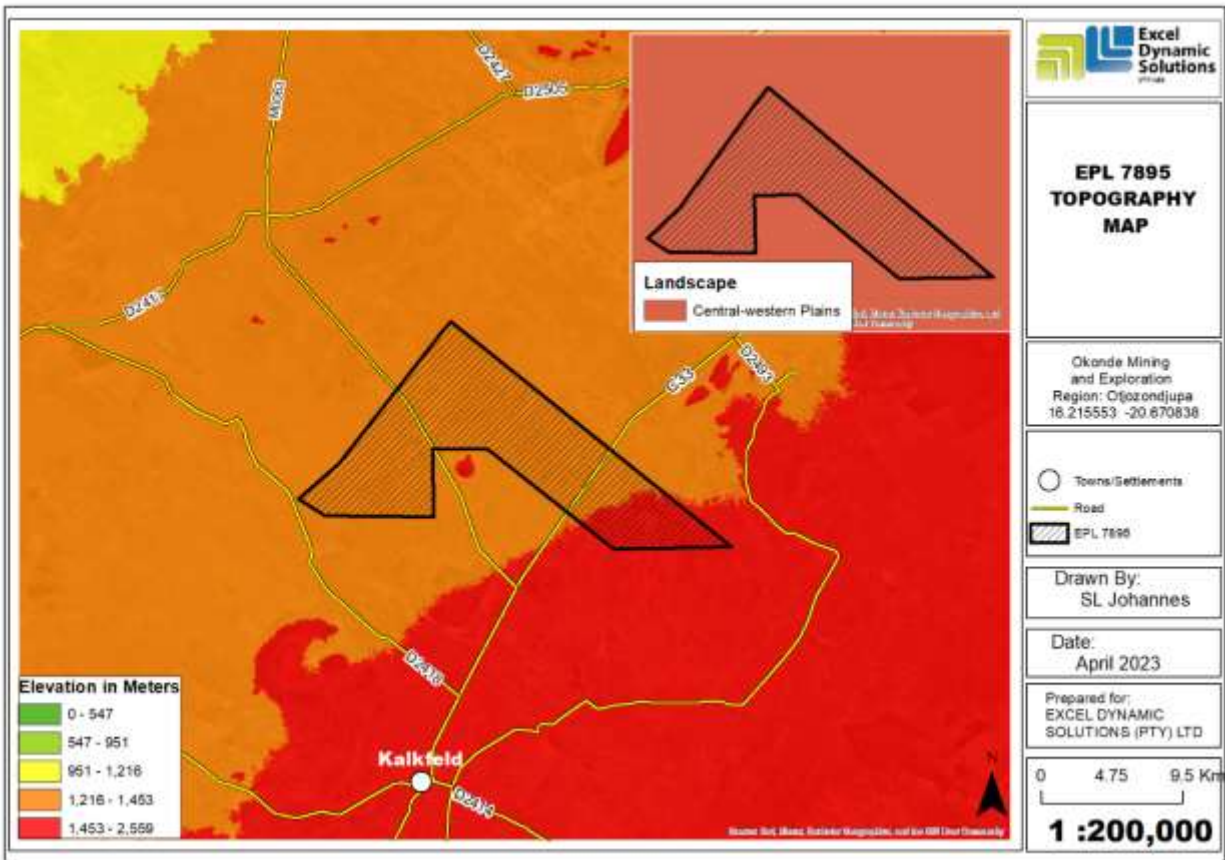 M063
D2427
D2505
D2493
C33
D2418
Kalkfeld
D2414
Landscape
Central-western Plains
Elevation in Meters
0 - 547
547 - 951
951 - 1,216
1,216 - 1,453
1,453 - 2,559
N
Excel
Dynamic
Solutions
EPL 7895
TOPOGRAPHY
MAP
Okonde Mining
and Exploration
Region: Otjozondjupa
16.215553 -20.670838
Towns/Settlements
Road
EPL 7895
Drawn By:
SL Johannes
Date:
April 2023
Prepared for:
EXCEL DYNAMIC
SOLUTIONS (PTY) LTD
0 4.75 9.5 Km
1 :200,000